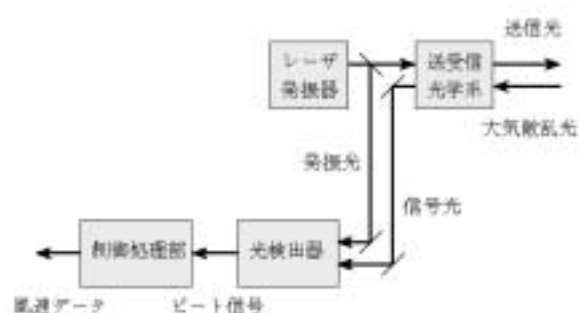 送信光
レーザ
発振器
送受信
光学系
大気散乱光
発振光
信号光
制御処理部
光検出器
風速データ
ビート信号